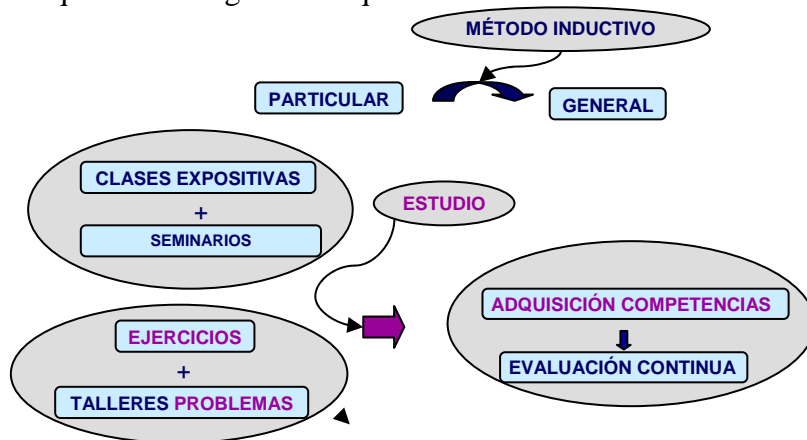 MÉTODO INDUCTIVO
PARTICULAR
GENERAL
CLASES EXPOSITIVAS
+
SEMINARIOS
ESTUDIO
EJERCICIOS
+
TALLERES PROBLEMAS
ADQUISICIÓN COMPETENCIAS
EVALUACIÓN CONTINUA